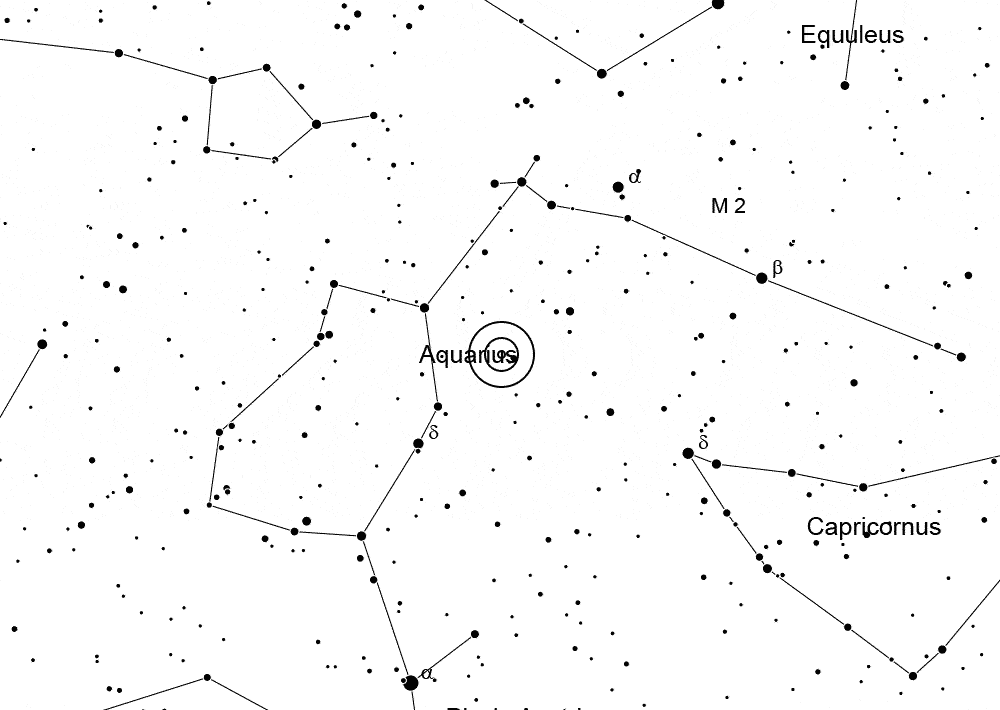 Equuleus
α
M 2
β
Aquarius
δ
δ
Capricornus
α